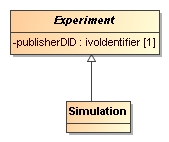 Experiment
-publisherDID : ivoIdentifier [1]
Simulation